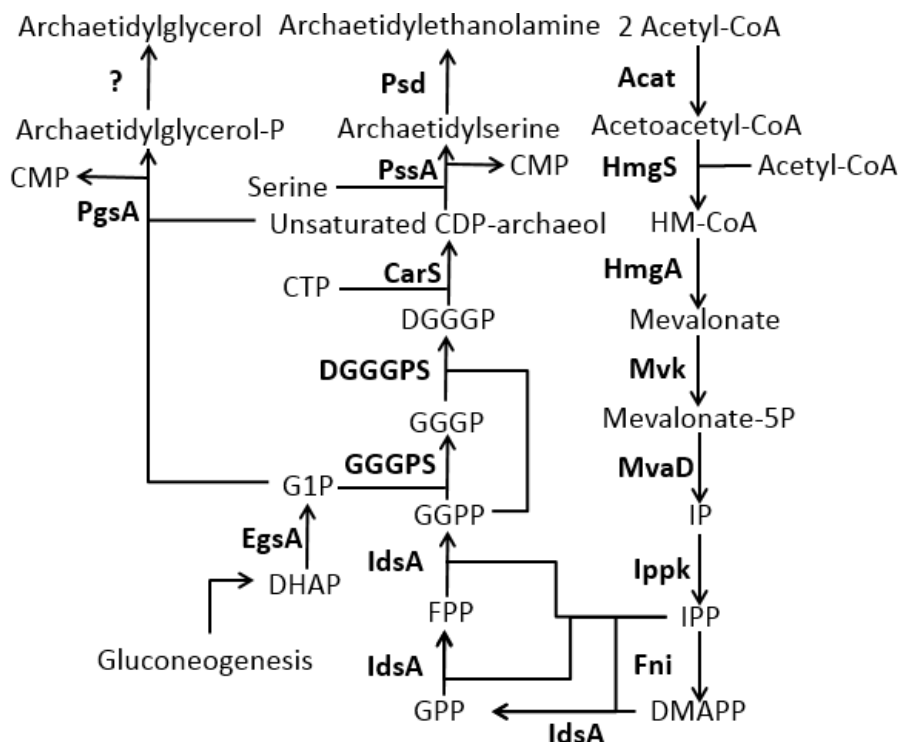 Archaetidylglycerol Archaetidylethanolamine 2 Acetyl-CoA
? Psd Acat
Archaetidylglycerol-P Archaetidylserine Acetoacetyl-CoA
CMP PssA CMP HmgS Acetyl-CoA
Serine
PgsA Unsaturated CDP-archaeol HM-CoA
CTP CarS HmgA
DGGGP Mevalonate
DGGGPS Mvk
GGGP Mevalonate-5P
GGGPS MvaD
G1P
GGPP IP
EgsA IdsA Ippk
DHAP
FPP IPP
Gluconeogenesis IdsA Fni
GPP DMAPP
IdsA